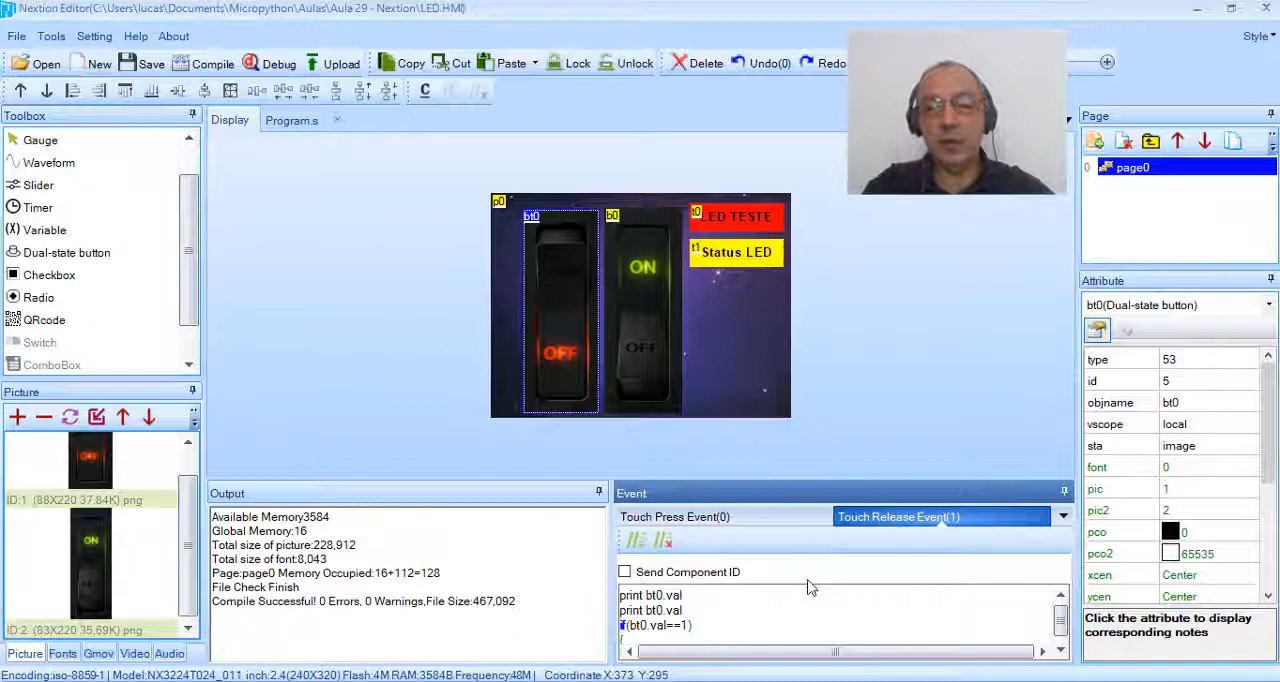 Nextion Editor(C:\Users\lucas\Documents\Micropython\Aulas\Aula 29 - Nextion\LED.HMI)
File Tools Setting Help About Style
Open New Save Compile Debug Upload Copy Cut Paste Lock Unlock Delete Undo(0) Redo
Toolbox
Gauge
Waveform
Slider
Timer
(X) Variable
Dual-state button
Checkbox
Radio
QRcode
Switch
ComboBox
Picture
OFF
ID:1 (88X220 37.84K) png
ON
ID:2 (83X220 35.69K) png
Picture Fonts Gmov Video Audio
Display Program.s
p0
bt0 b0 t0 LED TESTE
t1 Status LED
ON
OFF OFF
Output
Available Memory3584
Global Memory:16
Total size of picture:228,912
Total size of font:8,043
Page:page0 Memory Occupied:16+112=128
File Check Finish
Compile Successful! 0 Errors, 0 Warnings,File Size:467,092
Event
Touch Press Event(0) Touch Release Event(1)
Send Component ID
print bt0.val
print bt0.val
if(bt0.val==1)
{
Page
0 page0
Attribute
bt0(Dual-state button)
type 53
id 5
objname bt0
vscope local
sta image
font 0
pic 1
pic2 2
pco 0
pco2 65535
xcen Center
ycen Center
Click the attribute to display
corresponding notes
Encoding:iso-8859-1 Model:NX3224T024_011 inch:2.4(240X320) Flash:4M RAM:3584B Frequency:48M Coordinate X:373 Y:295